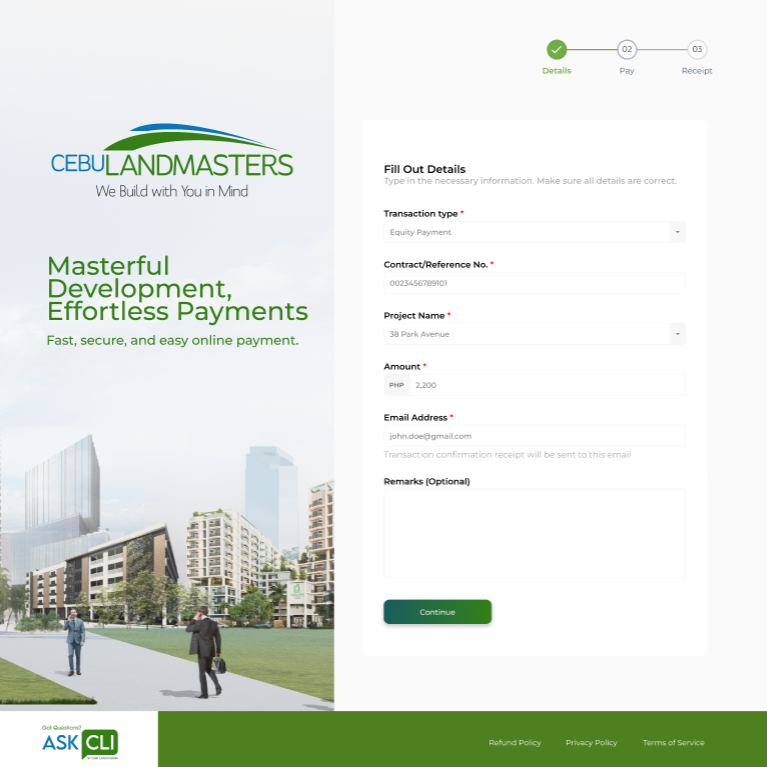 CEBULANDMASTERS
We Build with You in Mind
Masterful
Development,
Effortless Payments
Fast, secure, and easy online payment.
02
03
Details
Pay
Receipt
Fill Out Details
Type in the necessary information. Make sure all details are correct.
Transaction type *
Equity Payment
Contract/Reference No. *
0023456789101
Project Name *
38 Park Avenue
Amount *
PHP
2,200
Email Address *
john.doe@gmail.com
Transaction confirmation receipt will be sent to this email
Remarks (Optional)
Continue
Got Questions?
ASK CLI
BY CEBU LANDMASTERS
Refund Policy
Privacy Policy
Terms of Service